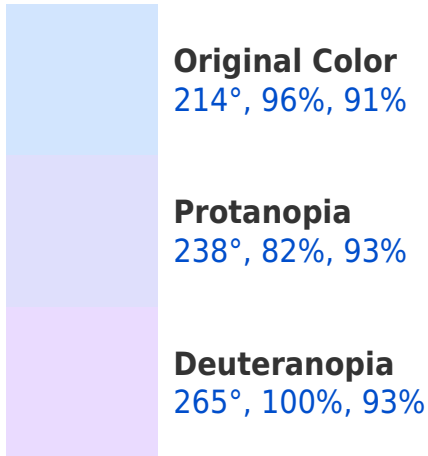 Original Color
214°, 96%, 91%
Protanopia
238°, 82%, 93%
Deuteranopia
265°, 100%, 93%